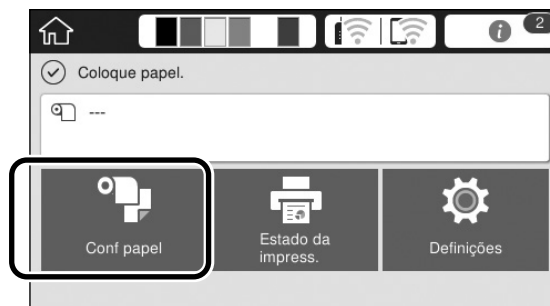 i
2
Coloque papel.
---
Conf papel
Estado da
impress.
Definições